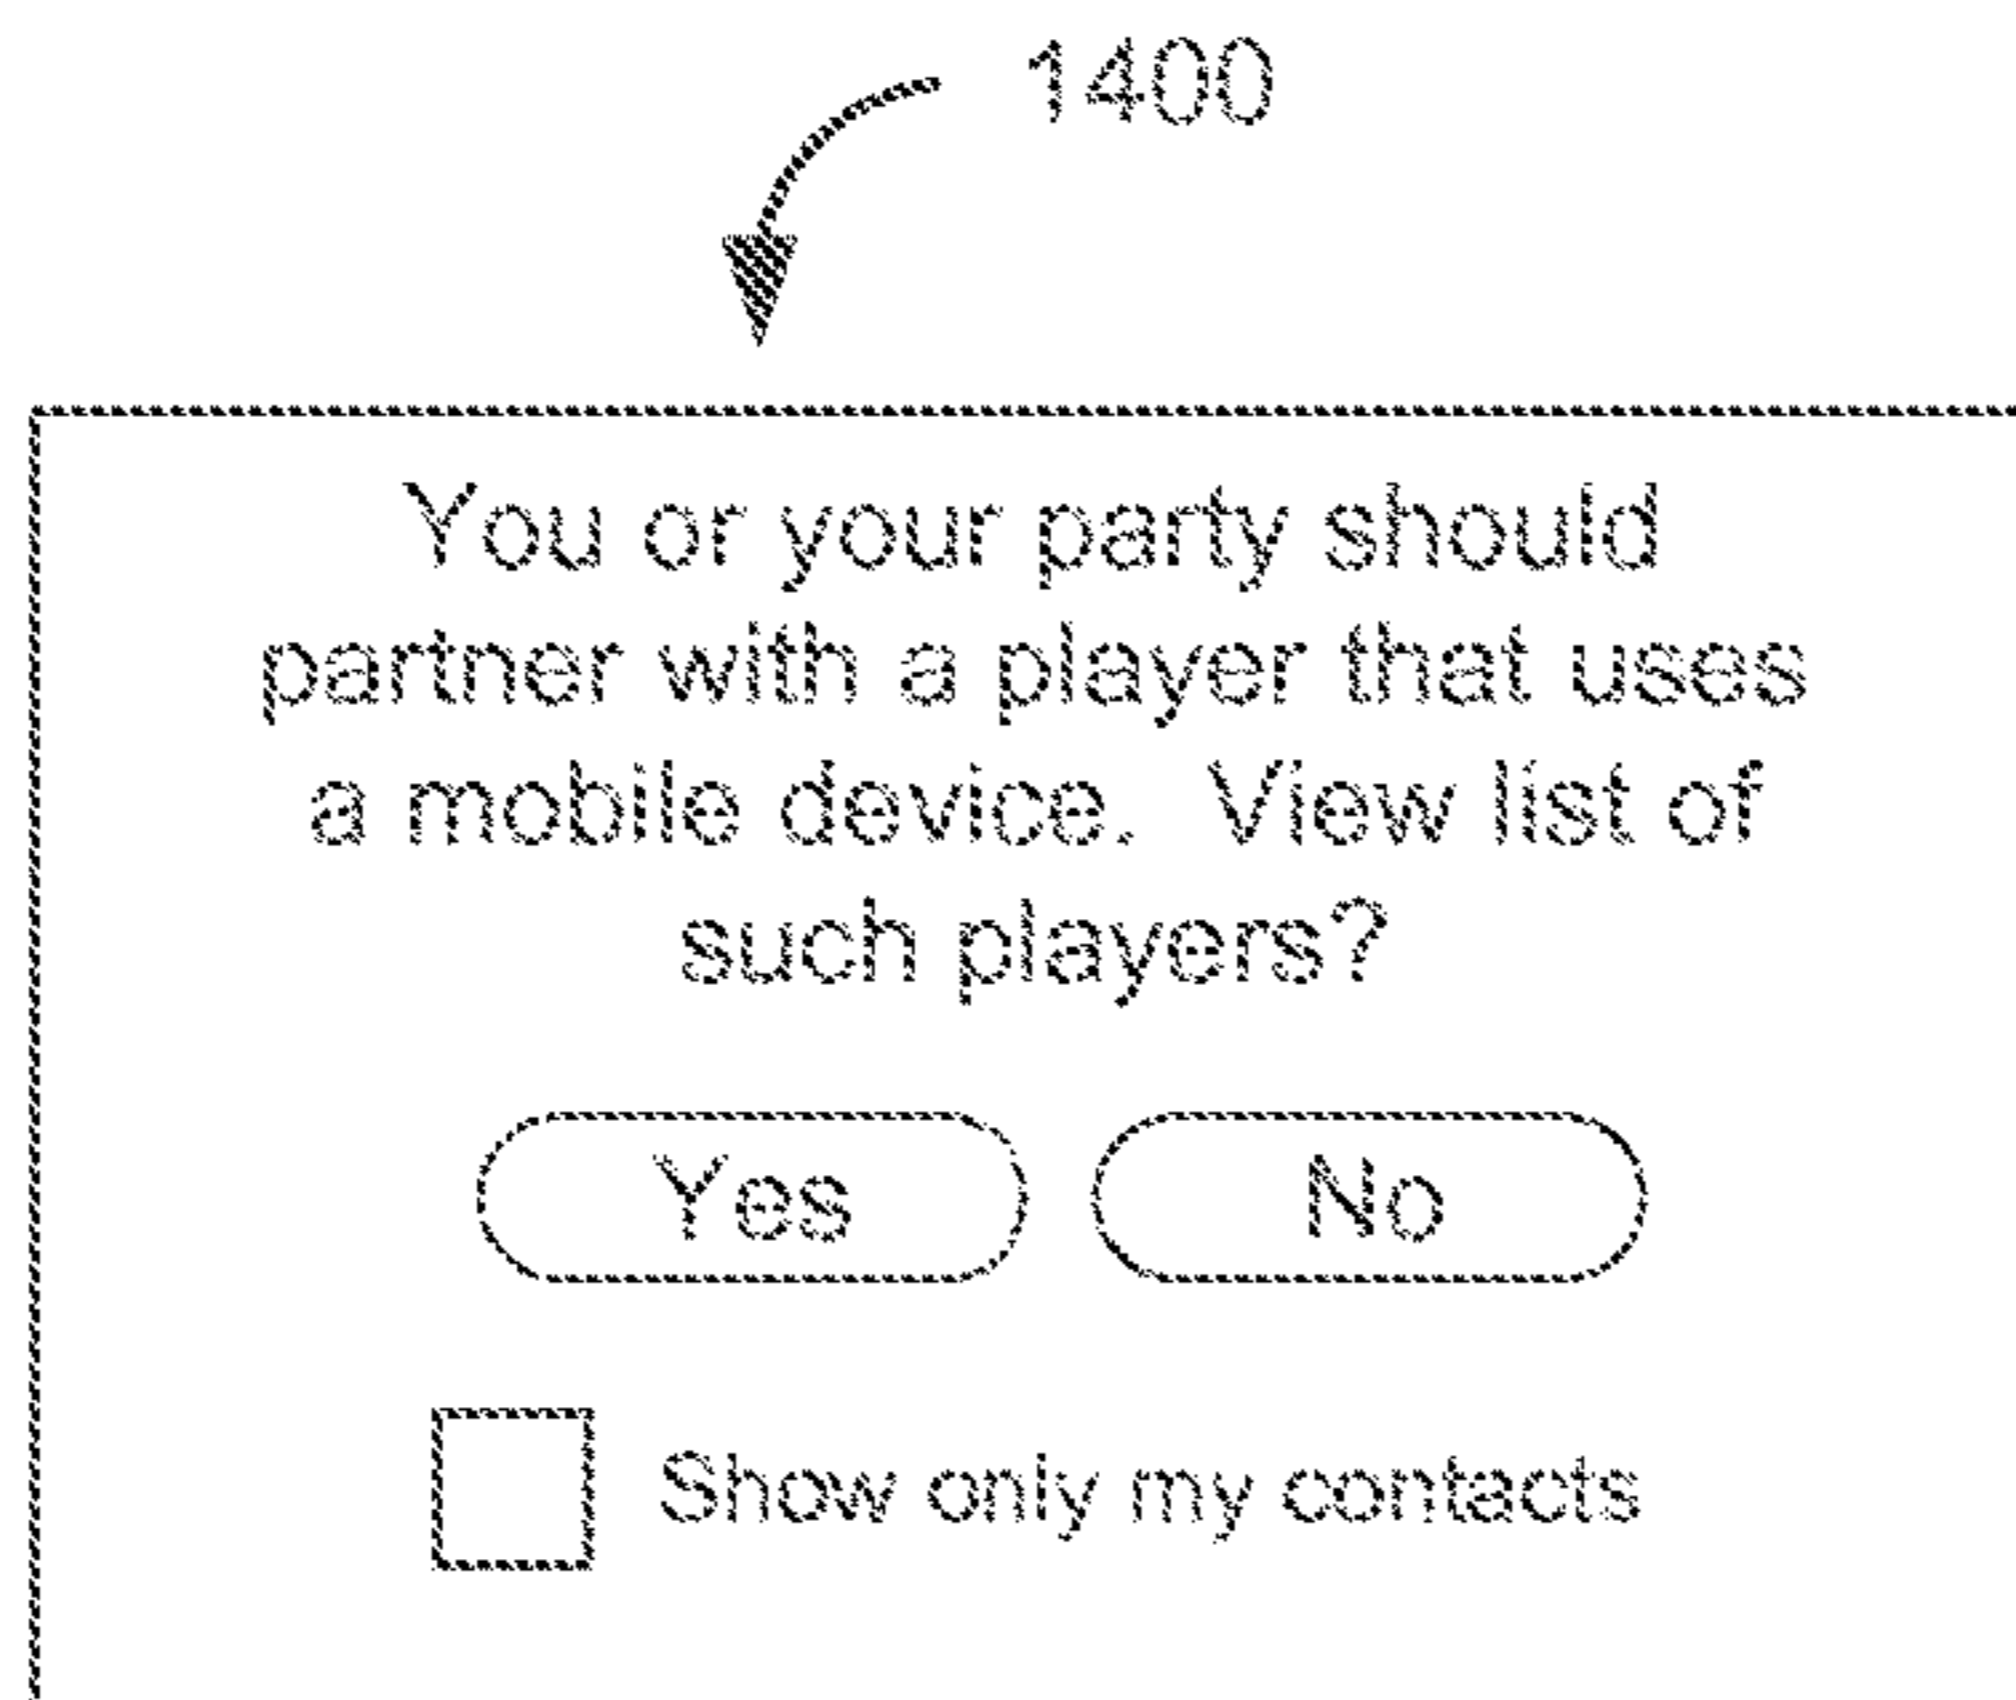 1400
You or your party should
partner with a player that uses
a mobile device.  View list of
such players?
Yes No
Show only my contacts